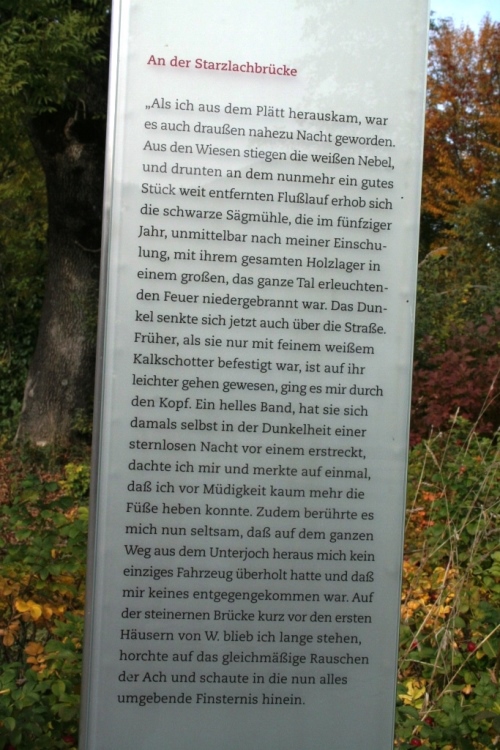 An der Starzlachbrücke
„Als ich aus dem Plätt herauskam, war
es auch draußen nahezu Nacht geworden.
Aus den Wiesen stiegen die weißen Nebel,
und drunten an dem nunmehr ein gutes
Stück weit entfernten Flußlauf erhob sich
die schwarze Sägmühle, die im fünfziger
Jahr, unmittelbar nach meiner Einschu-
lung, mit ihrem gesamten Holzlager in
einem großen, das ganze Tal erleuchten-
den Feuer niedergebrannt war. Das Dun-
kel senkte sich jetzt auch über die Straße.
Früher, als sie nur mit feinem weißem
Kalkschotter befestigt war, ist auf ihr
leichter gehen gewesen, ging es mir durch
den Kopf. Ein helles Band, hat sie sich
damals selbst in der Dunkelheit einer
sternlosen Nacht vor einem erstreckt,
dachte ich mir und merkte auf einmal,
daß ich vor Müdigkeit kaum mehr die
Füße heben konnte. Zudem berührte es
mich nun seltsam, daß auf dem ganzen
Weg aus dem Unterjoch heraus mich kein
einziges Fahrzeug überholt hatte und daß
mir keines entgegengekommen war. Auf
der steinernen Brücke kurz vor den ersten
Häusern von W. blieb ich lange stehen,
horchte auf das gleichmäßige Rauschen
der Ach und schaute in die nun alles
umgebende Finsternis hinein.